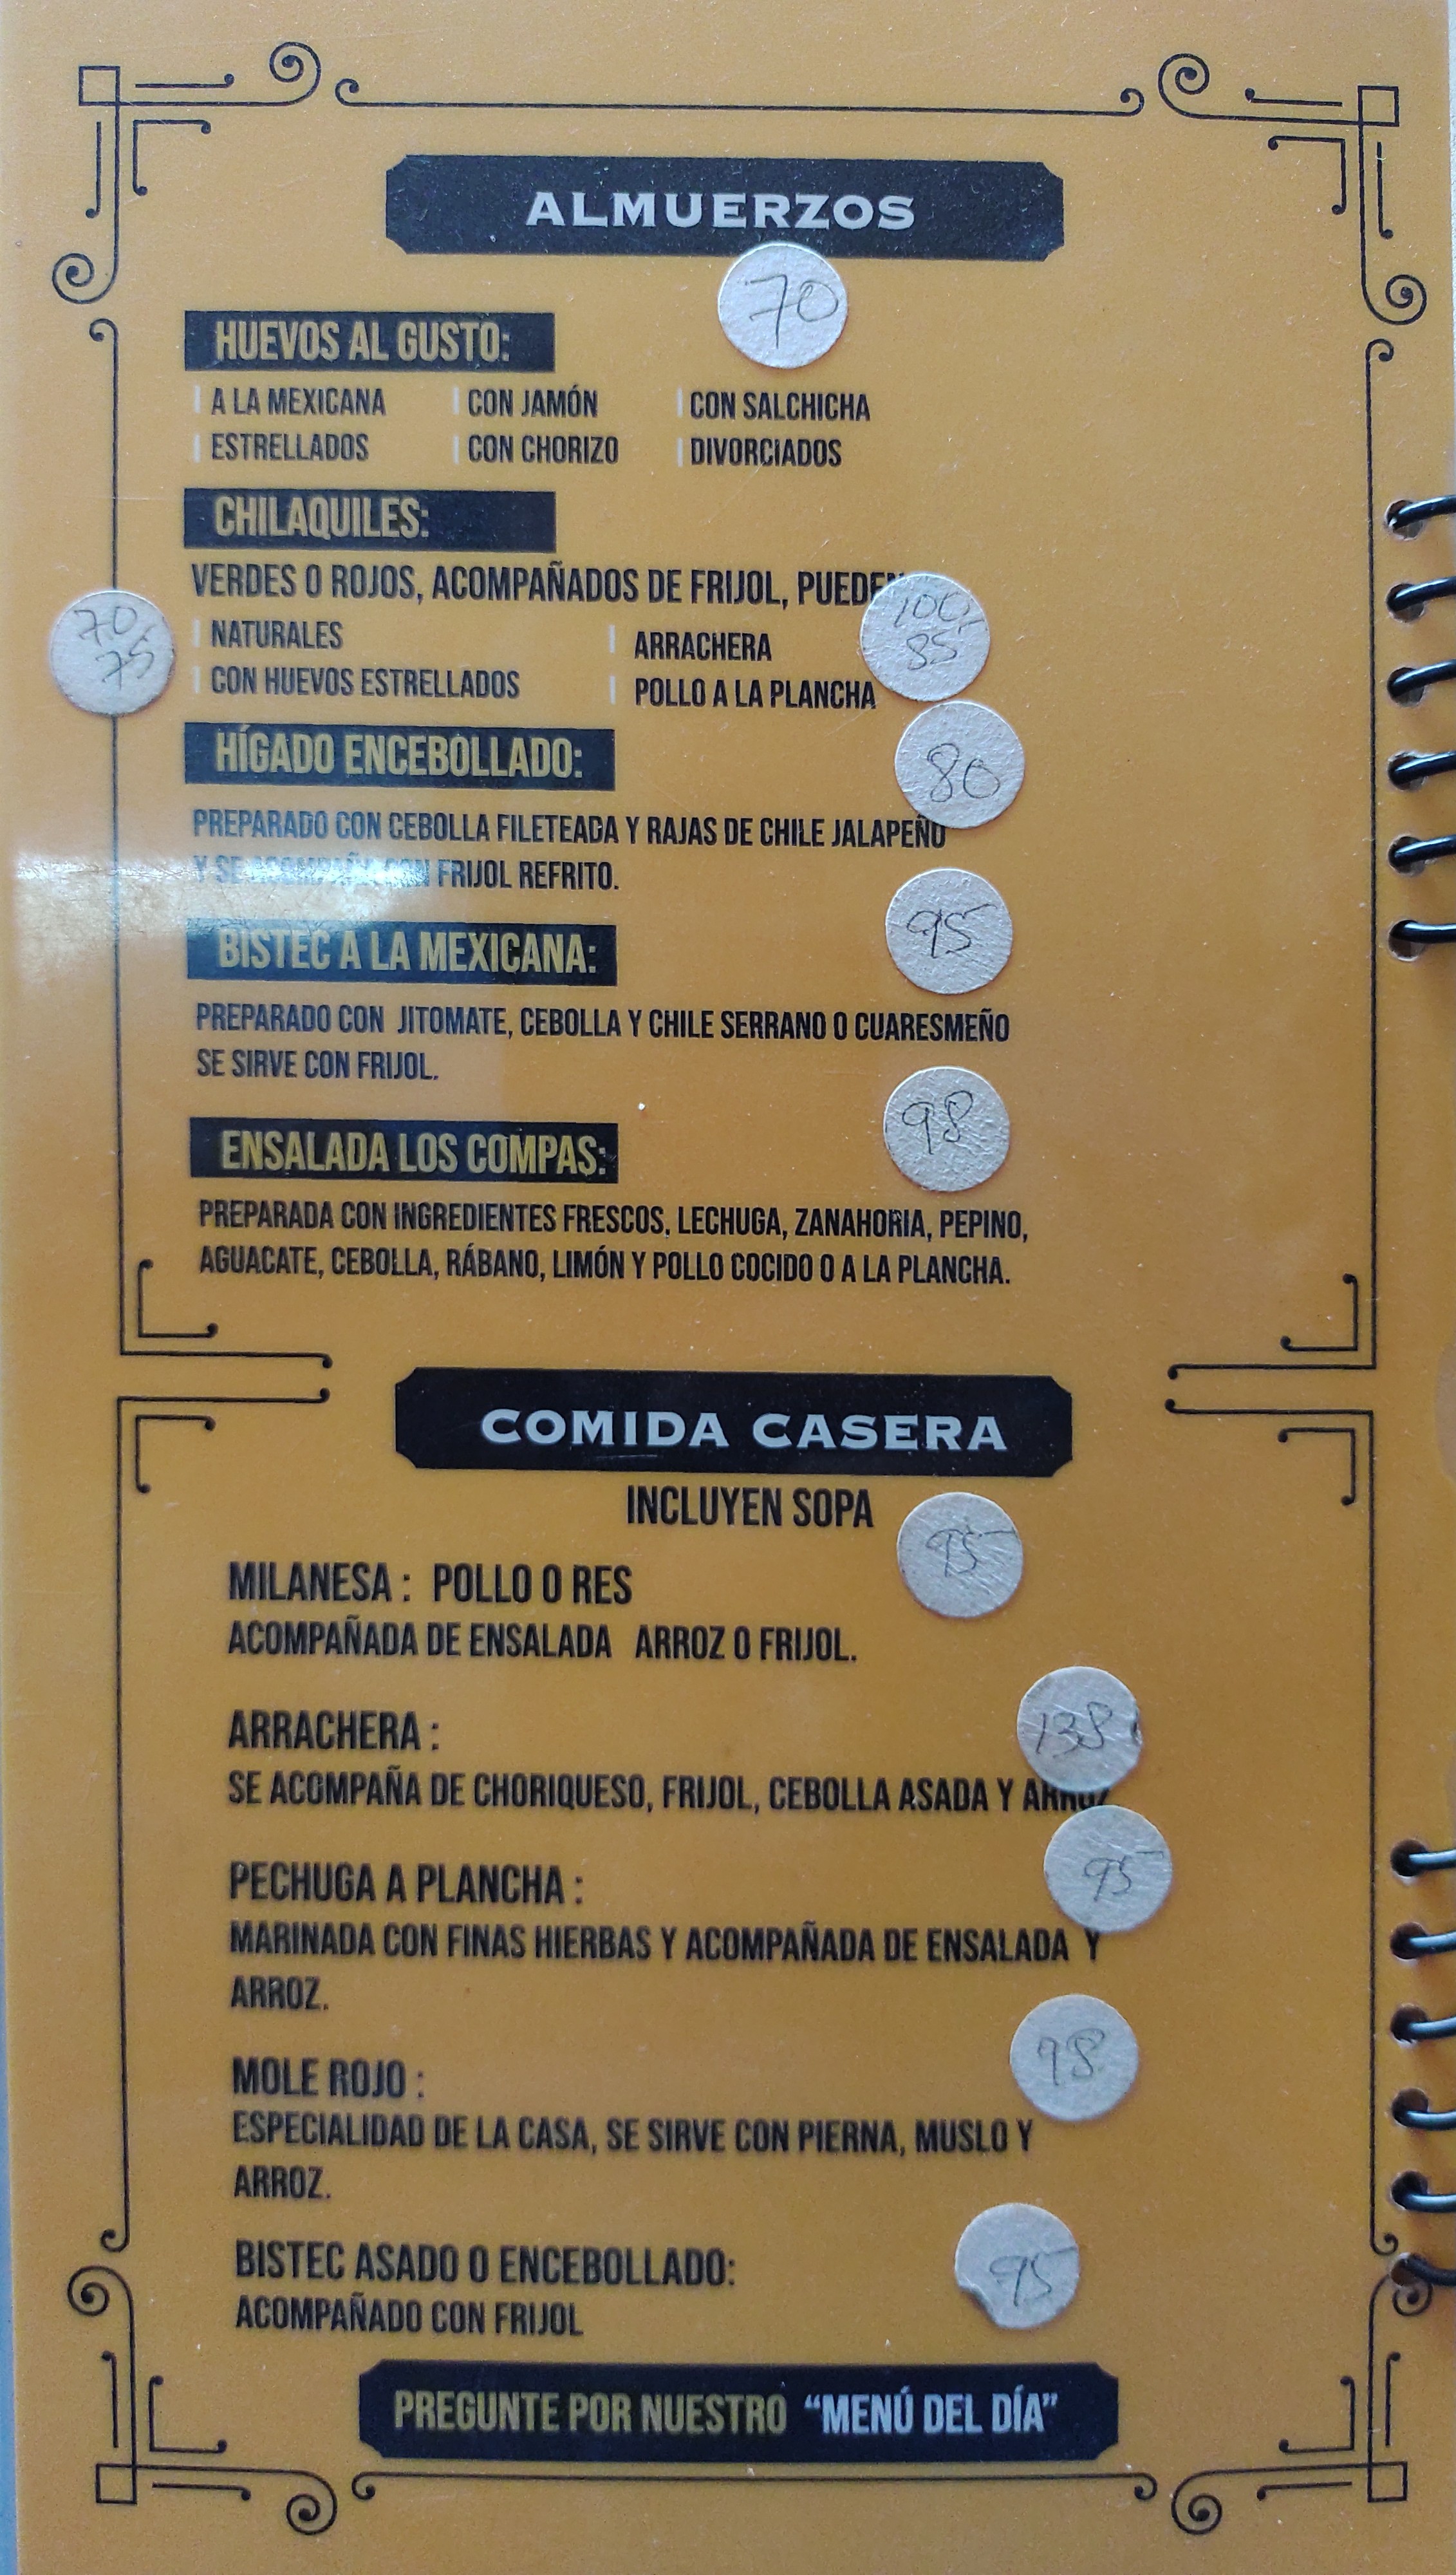 ALMUERZOS
70
HUEVOS AL GUSTO:
A LA MEXICANA CON JAMÓN CON SALCHICHA
ESTRELLADOS CON CHORIZO DIVORCIADOS
CHILAQUILES:
VERDES O ROJOS, ACOMPAÑADOS DE FRIJOL, PUEDEN
70 NATURALES ARRACHERA 100
75 CON HUEVOS ESTRELLADOS POLLO A LA PLANCHA 85
HÍGADO ENCEBOLLADO: 80
PREPARADO CON CEBOLLA FILETEADA Y RAJAS DE CHILE JALAPEÑO
Y SE ACOMPAÑA CON FRIJOL REFRITO.
BISTEC A LA MEXICANA: 95
PREPARADO CON JITOMATE, CEBOLLA Y CHILE SERRANO O CUARESMEÑO
SE SIRVE CON FRIJOL.
ENSALADA LOS COMPAS: 98
PREPARADA CON INGREDIENTES FRESCOS, LECHUGA, ZANAHORIA, PEPINO,
AGUACATE, CEBOLLA, RÁBANO, LIMÓN Y POLLO COCIDO O A LA PLANCHA.
COMIDA CASERA
INCLUYEN SOPA
MILANESA : POLLO O RES 95
ACOMPAÑADA DE ENSALADA ARROZ O FRIJOL.
ARRACHERA : 138
SE ACOMPAÑA DE CHORIQUESO, FRIJOL, CEBOLLA ASADA Y ARROZ
PECHUGA A PLANCHA : 95
MARINADA CON FINAS HIERBAS Y ACOMPAÑADA DE ENSALADA Y
ARROZ.
MOLE ROJO : 98
ESPECIALIDAD DE LA CASA, SE SIRVE CON PIERNA, MUSLO Y
ARROZ.
BISTEC ASADO O ENCEBOLLADO: 95
ACOMPAÑADO CON FRIJOL
PREGUNTE POR NUESTRO "MENÚ DEL DÍA"